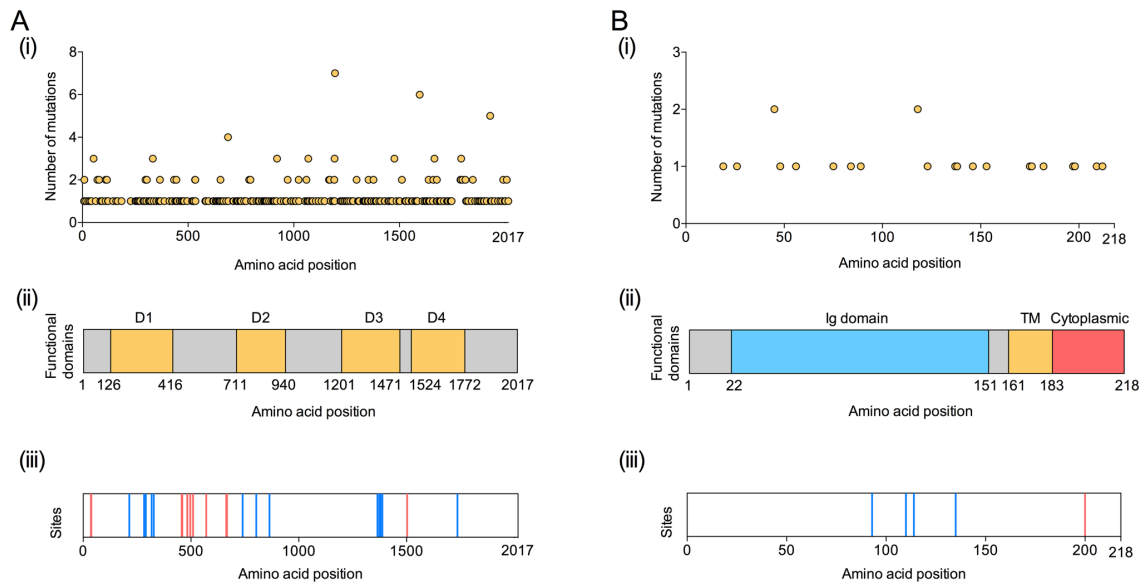 A
(i)
Number of mutations
8
6
4
2
0
0 500 1000 1500 2017
Amino acid position
(ii)
Functional
domains
D1 D2 D3 D4
1 126 416 711 940 1201 1471 1524 1772 2017
Amino acid position
(iii)
Sites
0 500 1000 1500 2017
Amino acid position
B
(i)
Number of mutations
3
2
1
0
0 50 100 150 200 218
Amino acid position
(ii)
Functional
domains
Ig domain TM Cytoplasmic
1 22 151 161 183 218
Amino acid position
(iii)
Sites
0 50 100 150 200 218
Amino acid position